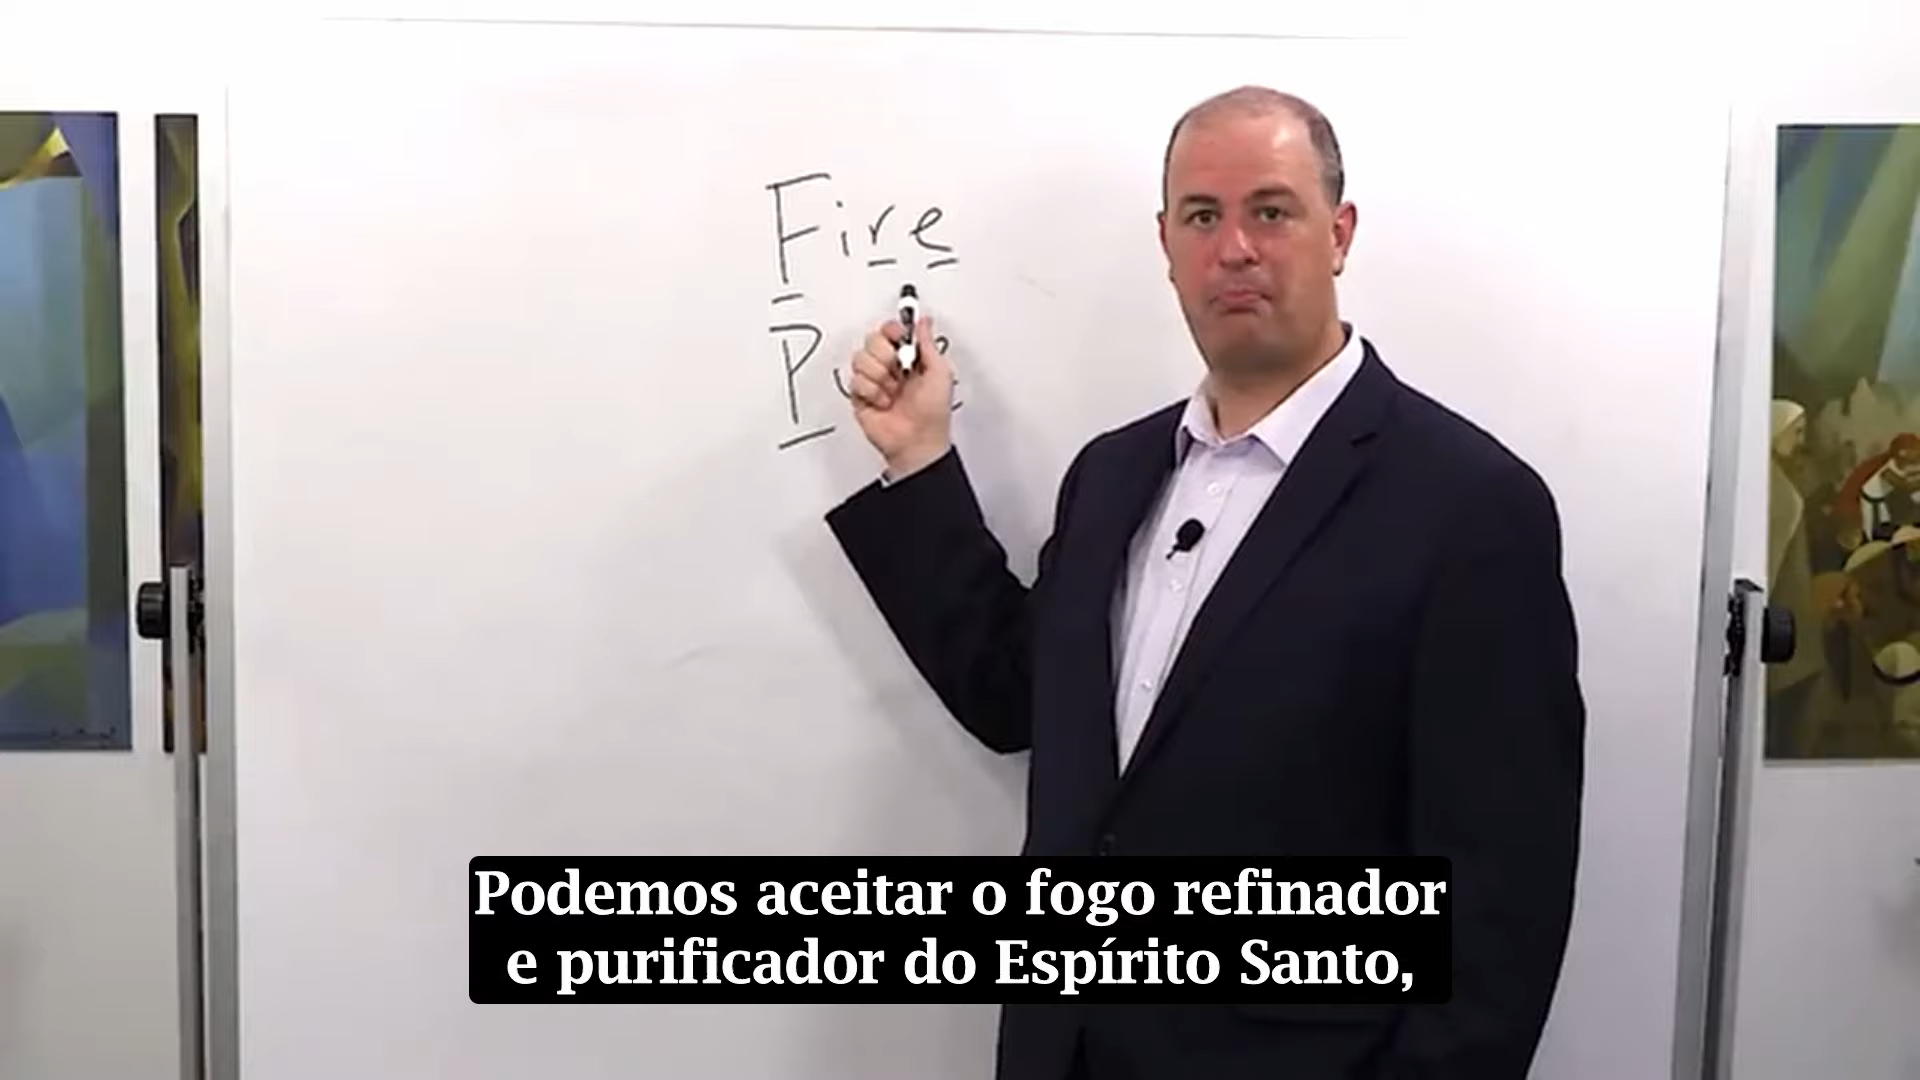 Fire
Podemos aceitar o fogo refinador
e purificador do Espírito Santo,